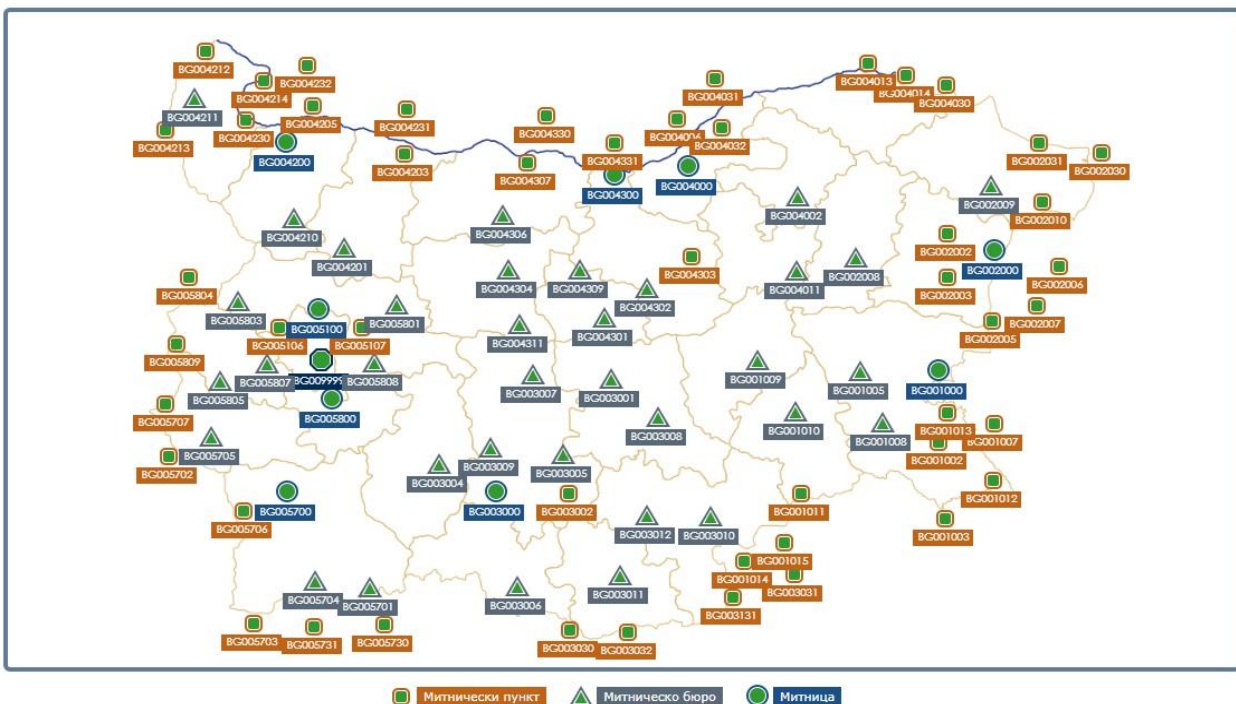 BG004212
BG004232
BG004214
BG004211
BG004205
BG004230
BG004213
BG004200
BG004231
BG004203
BG004330
BG004307
BG004331
BG004300
BG004031
BG004006
BG004032
BG004000
BG004013
BG004014
BG004030
BG002031
BG002030
BG002009
BG002010
BG004002
BG004210
BG004201
BG004306
BG002002
BG002000
BG004303
BG002008
BG004011
BG002003
BG002006
BG002007
BG002005
BG005804
BG005803
BG005100
BG005801
BG005106
BG005107
BG004304
BG004309
BG004302
BG004301
BG004311
BG005809
BG009999
BG005807
BG005808
BG005805
BG005800
BG003007
BG003001
BG001009
BG001005
BG001000
BG005707
BG005705
BG005702
BG003008
BG001010
BG001008
BG001013
BG001007
BG001002
BG003009
BG003004
BG003005
BG001012
BG005700
BG005706
BG003000
BG003002
BG001011
BG001003
BG003012
BG003010
BG001015
BG001014
BG003031
BG003131
BG005704
BG005701
BG003006
BG003011
BG005703
BG005731
BG005730
BG003030
BG003032
Митнически пункт
Митническо бюро
Митница